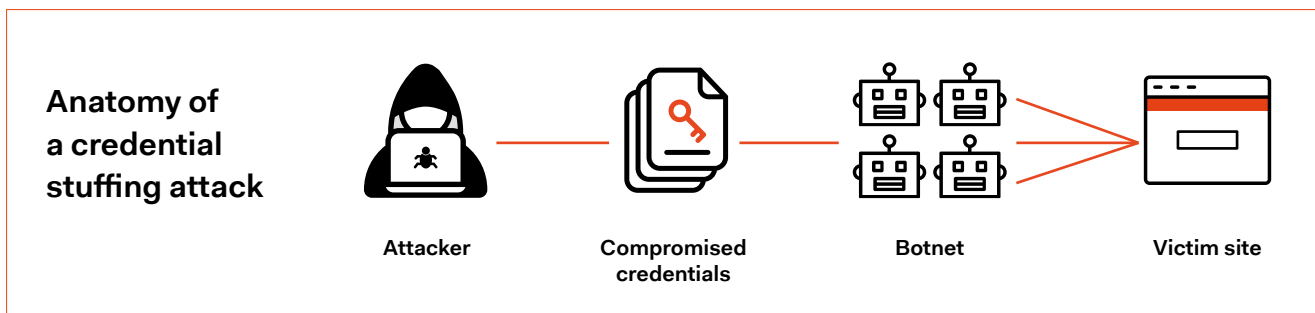 Anatomy of
a credential
stuffing attack
Attacker
Compromised
credentials
Botnet
Victim site